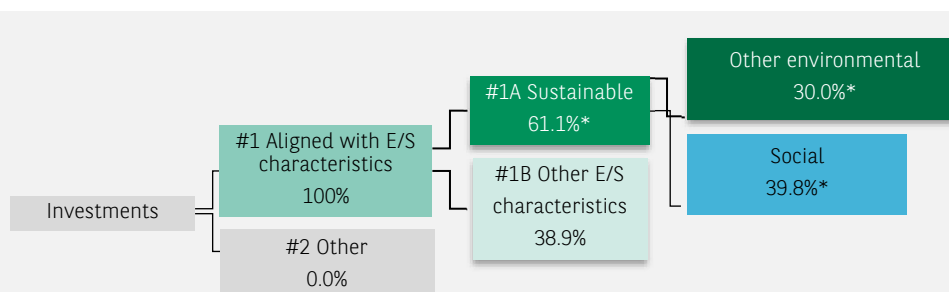 Investments
#1 Aligned with E/S
characteristics
100%
#2 Other
0.0%
#1A Sustainable
61.1%*
#1B Other E/S
characteristics
38.9%
Other environmental
30.0%*
Social
39.8%*